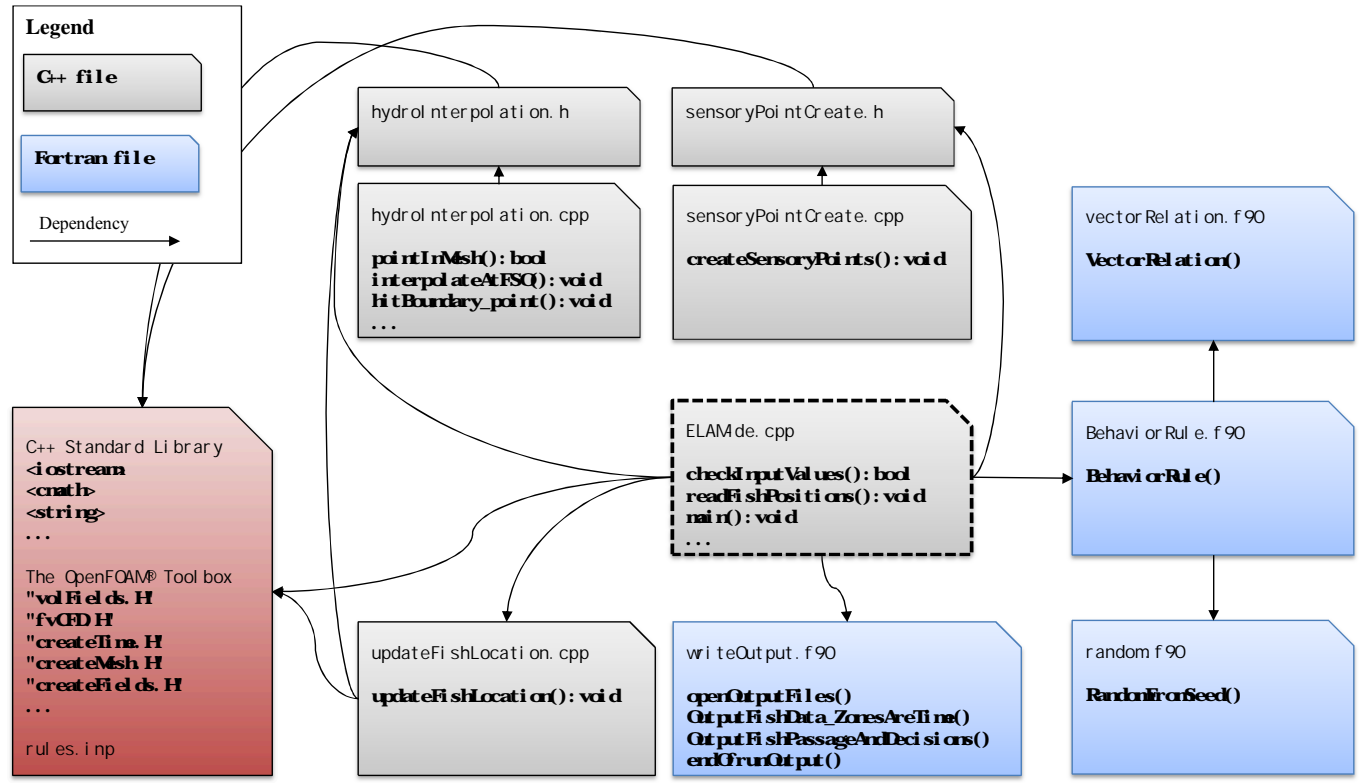 Legend
C++ file
Fortran file
Dependency
hydroInterpolation.h
sensoryPointCreate.h
hydroInterpolation.cpp
pointInMesh(): bool
interpolateAtFSQ(): void
hitBoundary_point(): void
...
sensoryPointCreate.cpp
createSensoryPoints(): void
vectorRelation.f90
VectorRelation()
C++ Standard Library
<iostream>
<cmath>
<string>
...
The OpenFOAM® Toolbox
"volFields.H"
"fvCFD.H"
"createTime.H"
"createMesh.H"
"createFields.H"
...
rules.inp
ELAMide.cpp
checkInputValues(): bool
readFishPositions(): void
main(): void
...
BehaviorRule.f90
BehaviorRule()
updateFishLocation.cpp
updateFishLocation(): void
writeOutput.f90
openOutputFiles()
OutputFishData_ZonesAreTime()
OutputFishPassageAndDecisions()
endOfrunOutput()
random.f90
RandomFromSeed()